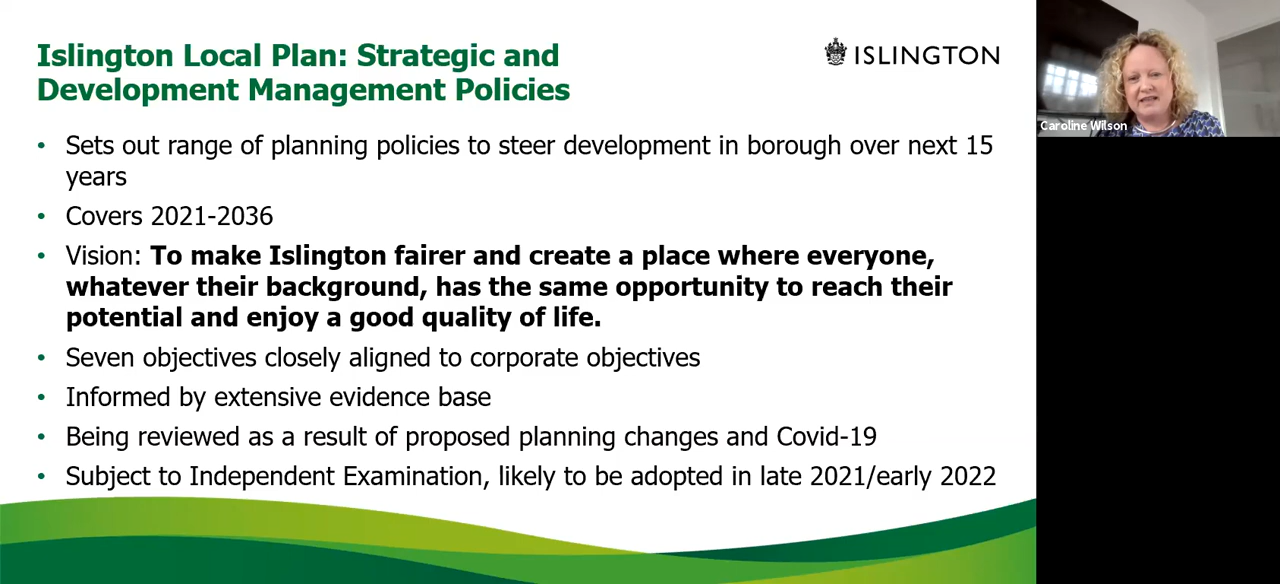 Islington Local Plan: Strategic and
Development Management Policies
ISLINGTON
Caroline Wilson
• Sets out range of planning policies to steer development in borough over next 15
years
• Covers 2021-2036
• Vision: To make Islington fairer and create a place where everyone,
whatever their background, has the same opportunity to reach their
potential and enjoy a good quality of life.
• Seven objectives closely aligned to corporate objectives
• Informed by extensive evidence base
• Being reviewed as a result of proposed planning changes and Covid-19
• Subject to Independent Examination, likely to be adopted in late 2021/early 2022